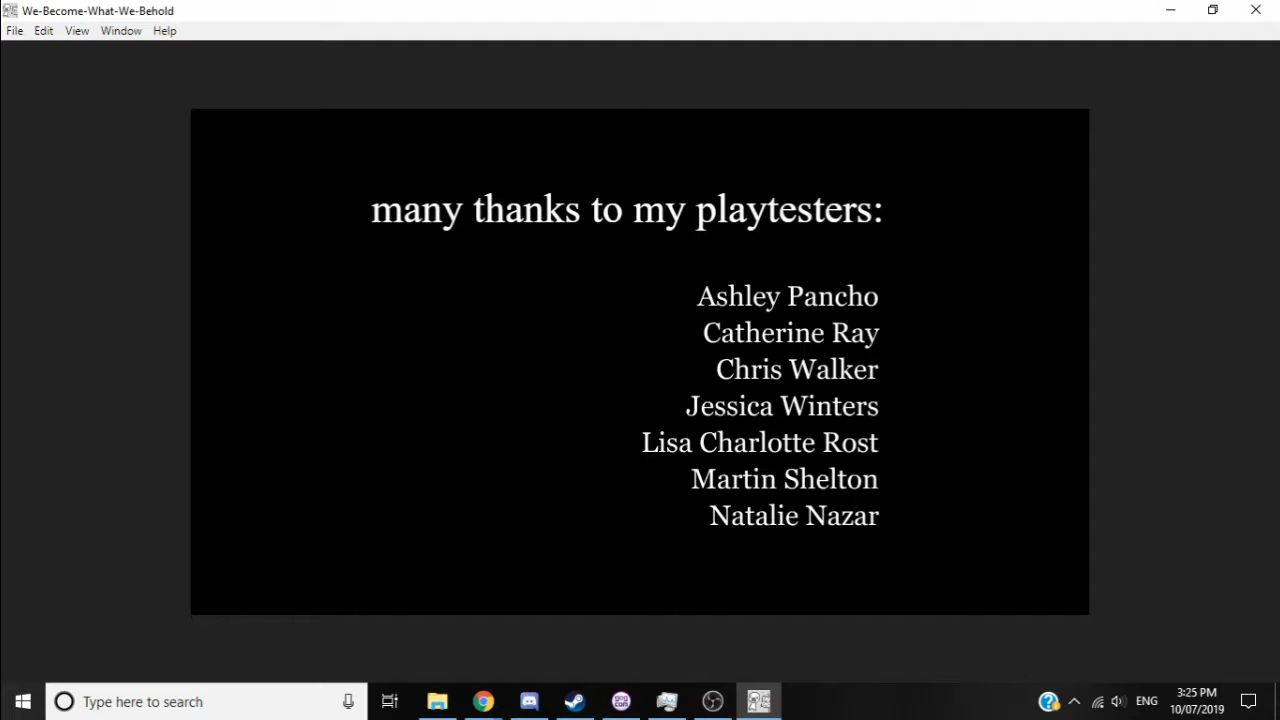 We-Become-What-We-Behold
File Edit View Window Help
many thanks to my playtesters:
Ashley Pancho
Catherine Ray
Chris Walker
Jessica Winters
Lisa Charlotte Rost
Martin Shelton
Natalie Nazar
Type here to search
gog
com
ENG
3:25 PM
10/07/2019